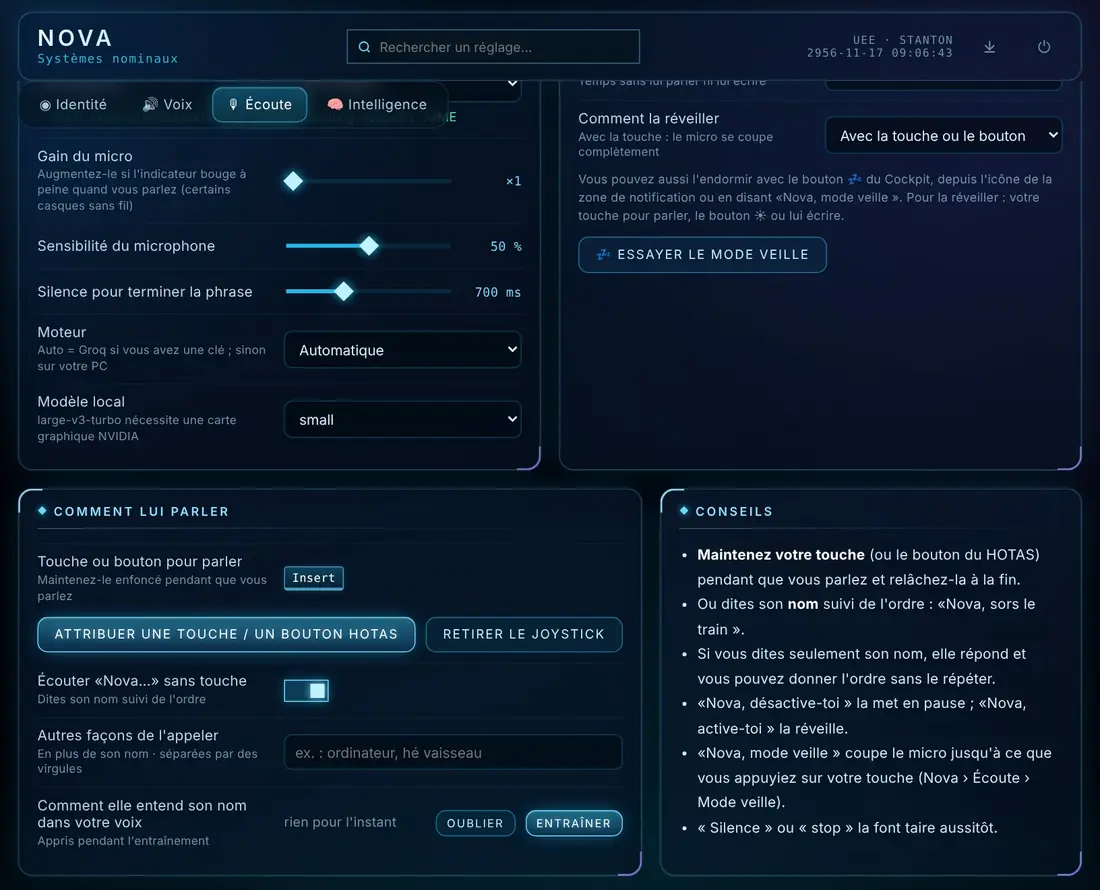 NOVA
Systèmes nominaux
Rechercher un réglage...
UEE · STANTON
2956-11-17 09:06:43
Identité
Voix
Écoute
Intelligence
Gain du micro
Augmentez-le si l'indicateur bouge à
peine quand vous parlez (certains
casques sans fil)
×1
Sensibilité du microphone
50 %
Silence pour terminer la phrase
700 ms
Moteur
Auto = Groq si vous avez une clé ; sinon
sur votre PC
Automatique
Modèle local
large-v3-turbo nécessite une carte
graphique NVIDIA
small
Temps sans lui parler ni lui écrire
Comment la réveiller
Avec la touche : le micro se coupe
complètement
Avec la touche ou le bouton
Vous pouvez aussi l'endormir avec le bouton 💤 du Cockpit, depuis l'icône de la
zone de notification ou en disant «Nova, mode veille ». Pour la réveiller : votre
touche pour parler, le bouton ☀ ou lui écrire.
💤 ESSAYER LE MODE VEILLE
COMMENT LUI PARLER
Touche ou bouton pour parler
Maintenez-le enfoncé pendant que vous
parlez
Insert
ATTRIBUER UNE TOUCHE / UN BOUTON HOTAS
RETIRER LE JOYSTICK
Écouter «Nova...» sans touche
Dites son nom suivi de l'ordre
Autres façons de l'appeler
En plus de son nom · séparées par des
virgules
ex. : ordinateur, hé vaisseau
Comment elle entend son nom
dans votre voix
Appris pendant l'entraînement
rien pour l'instant
OUBLIER
ENTRAÎNER
CONSEILS
• Maintenez votre touche (ou le bouton du HOTAS)
pendant que vous parlez et relâchez-la à la fin.
• Ou dites son nom suivi de l'ordre : «Nova, sors le
train ».
• Si vous dites seulement son nom, elle répond et
vous pouvez donner l'ordre sans le répéter.
• «Nova, désactive-toi » la met en pause ; «Nova,
active-toi » la réveille.
• «Nova, mode veille » coupe le micro jusqu'à ce que
vous appuyiez sur votre touche (Nova › Écoute ›
Mode veille).
• « Silence » ou « stop » la font taire aussitôt.